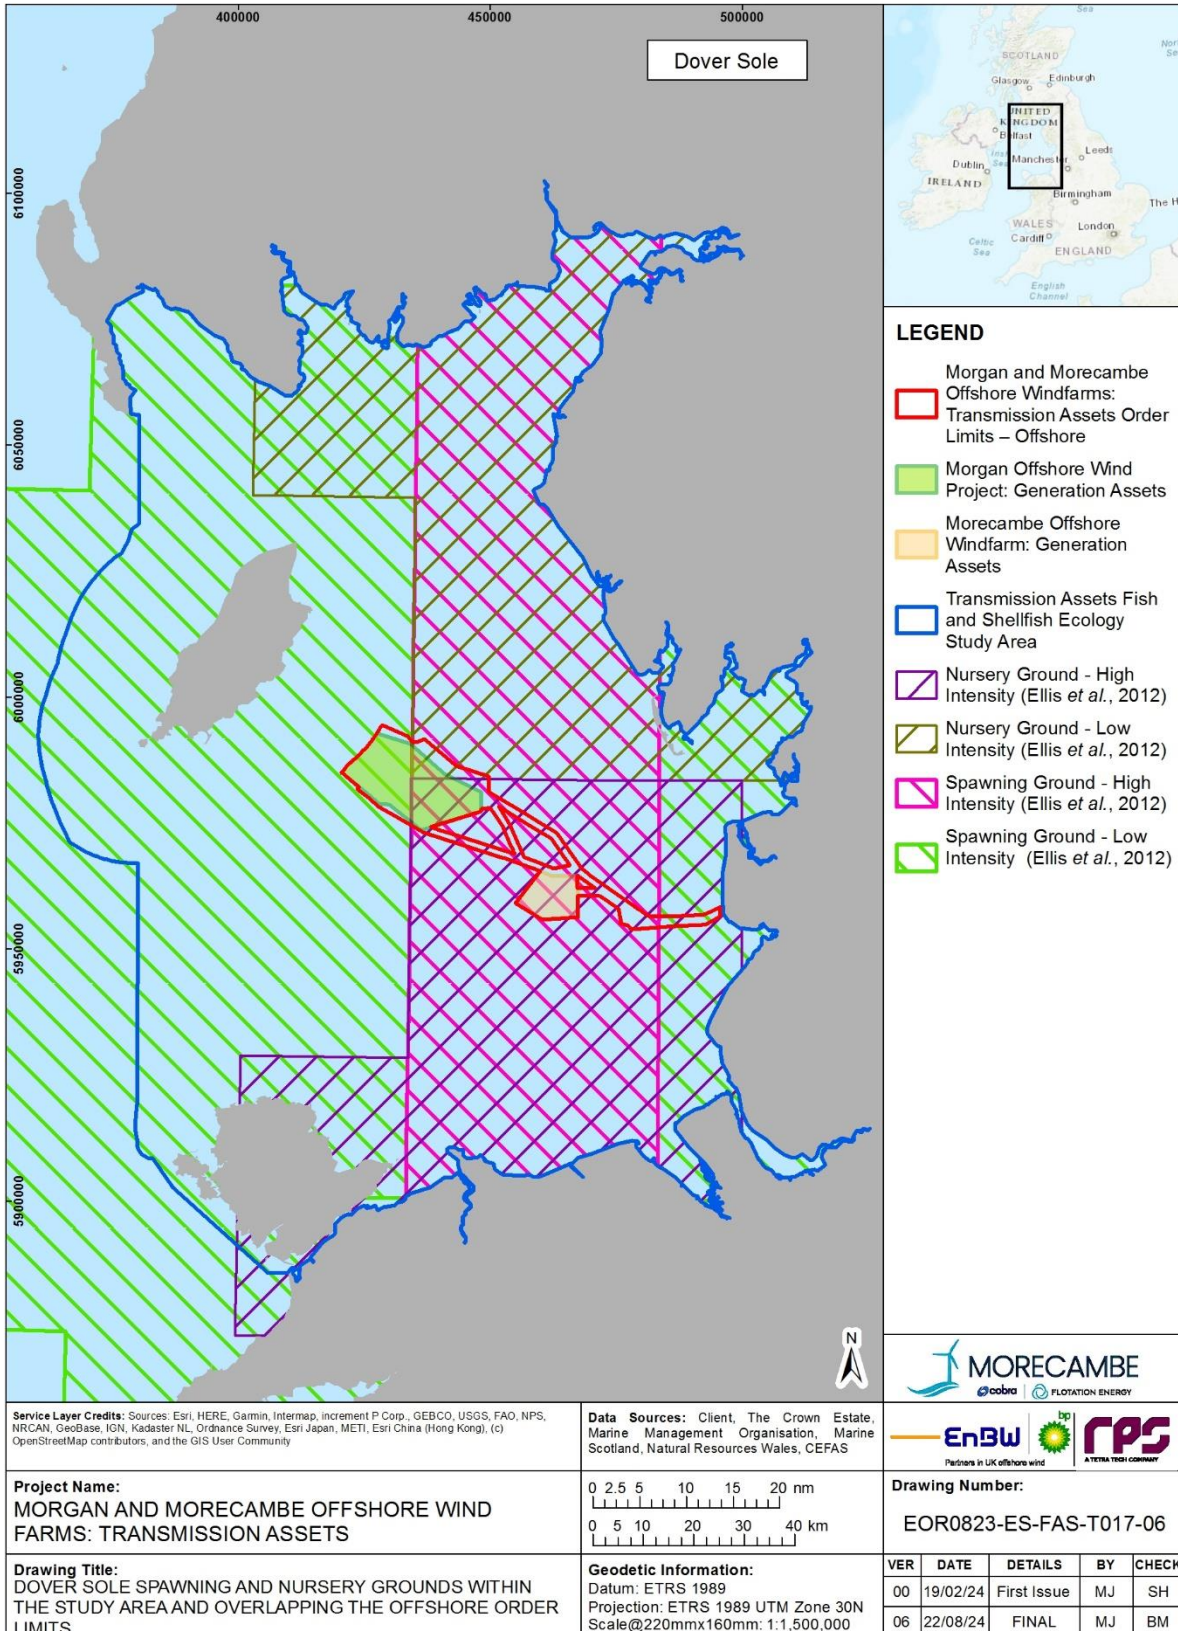 400000
450000
500000
Dover Sole
6100000
6050000
6000000
5950000
5900000
N
SCOTLAND
Glasgow
Edinburgh
UNITED
KINGDOM
Belfast
Leeds
Dublin
Manchester
IRELAND
Birmingham
The H
WALES
London
Cardiff
Celtic
Sea
ENGLAND
English
Channel
LEGEND
Morgan and Morecambe
Offshore Windfarms:
Transmission Assets Order
Limits – Offshore
Morgan Offshore Wind
Project: Generation Assets
Morecambe Offshore
Windfarm: Generation
Assets
Transmission Assets Fish
and Shellfish Ecology
Study Area
Nursery Ground - High
Intensity (Ellis et al., 2012)
Nursery Ground - Low
Intensity (Ellis et al., 2012)
Spawning Ground - High
Intensity (Ellis et al., 2012)
Spawning Ground - Low
Intensity (Ellis et al., 2012)
MORECAMBE
cobra FLOTATION ENERGY
Service Layer Credits: Sources: Esri, HERE, Garmin, Intermap, increment P Corp., GEBCO, USGS, FAO, NPS,
NRCAN, GeoBase, IGN, Kadaster NL, Ordnance Survey, Esri Japan, METI, Esri China (Hong Kong), (c)
OpenStreetMap contributors, and the GIS User Community
Data Sources: Client, The Crown Estate,
Marine Management Organisation, Marine
Scotland, Natural Resources Wales, CEFAS
EnBW
Partners in UK offshore wind
bp
RPS
A TETRA TECH COMPANY
Project Name:
MORGAN AND MORECAMBE OFFSHORE WIND
FARMS: TRANSMISSION ASSETS
0 2.5 5 10 15 20 nm
0 5 10 20 30 40 km
Drawing Number:
EOR0823-ES-FAS-T017-06
Drawing Title:
DOVER SOLE SPAWNING AND NURSERY GROUNDS WITHIN
THE STUDY AREA AND OVERLAPPING THE OFFSHORE ORDER
LIMITS
Geodetic Information:
Datum: ETRS 1989
Projection: ETRS 1989 UTM Zone 30N
Scale@220mmx160mm: 1:1,500,000
VER DATE DETAILS BY CHECK
00 19/02/24 First Issue MJ SH
06 22/08/24 FINAL MJ BM